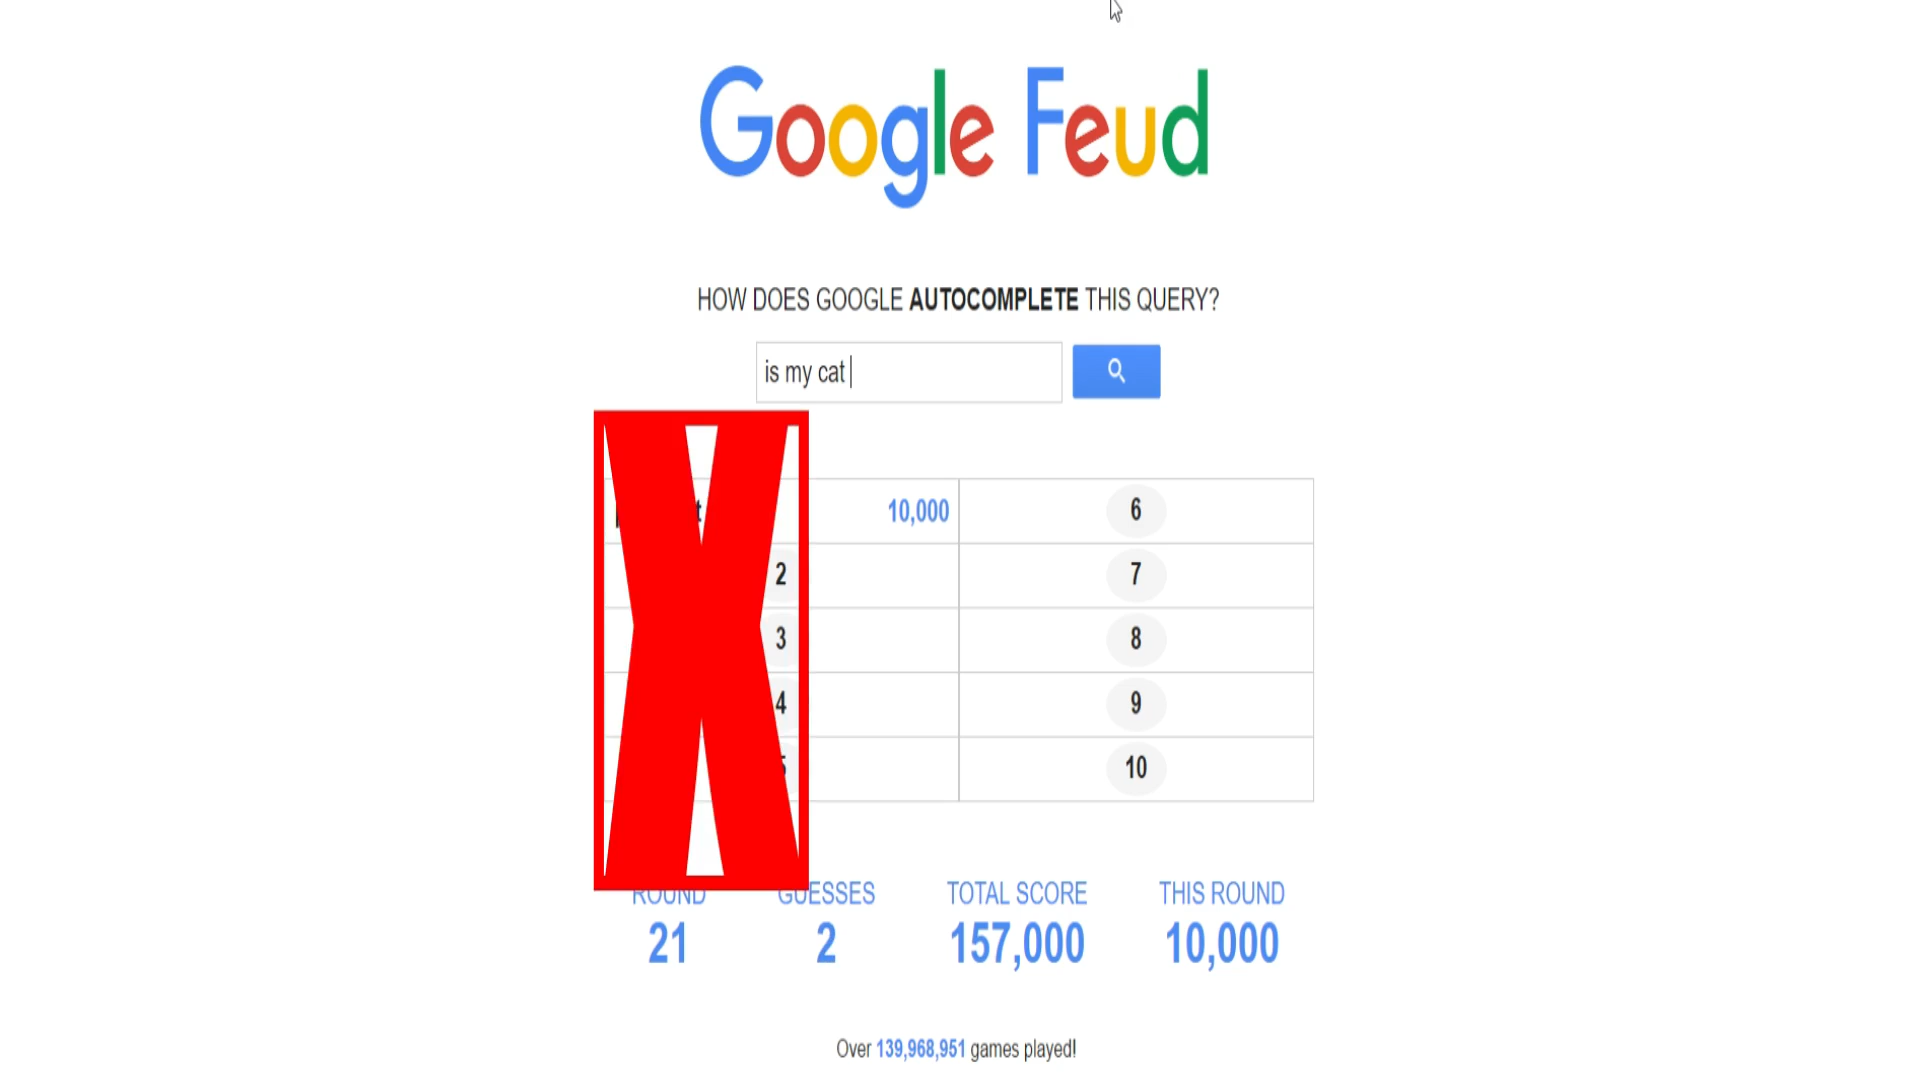 Google Feud
HOW DOES GOOGLE AUTOCOMPLETE THIS QUERY?
is my cat
X
10,000 6
2 7
3 8
4 9
5 10
ROUND GUESSES TOTAL SCORE THIS ROUND
21 2 157,000 10,000
Over 139,968,951 games played!